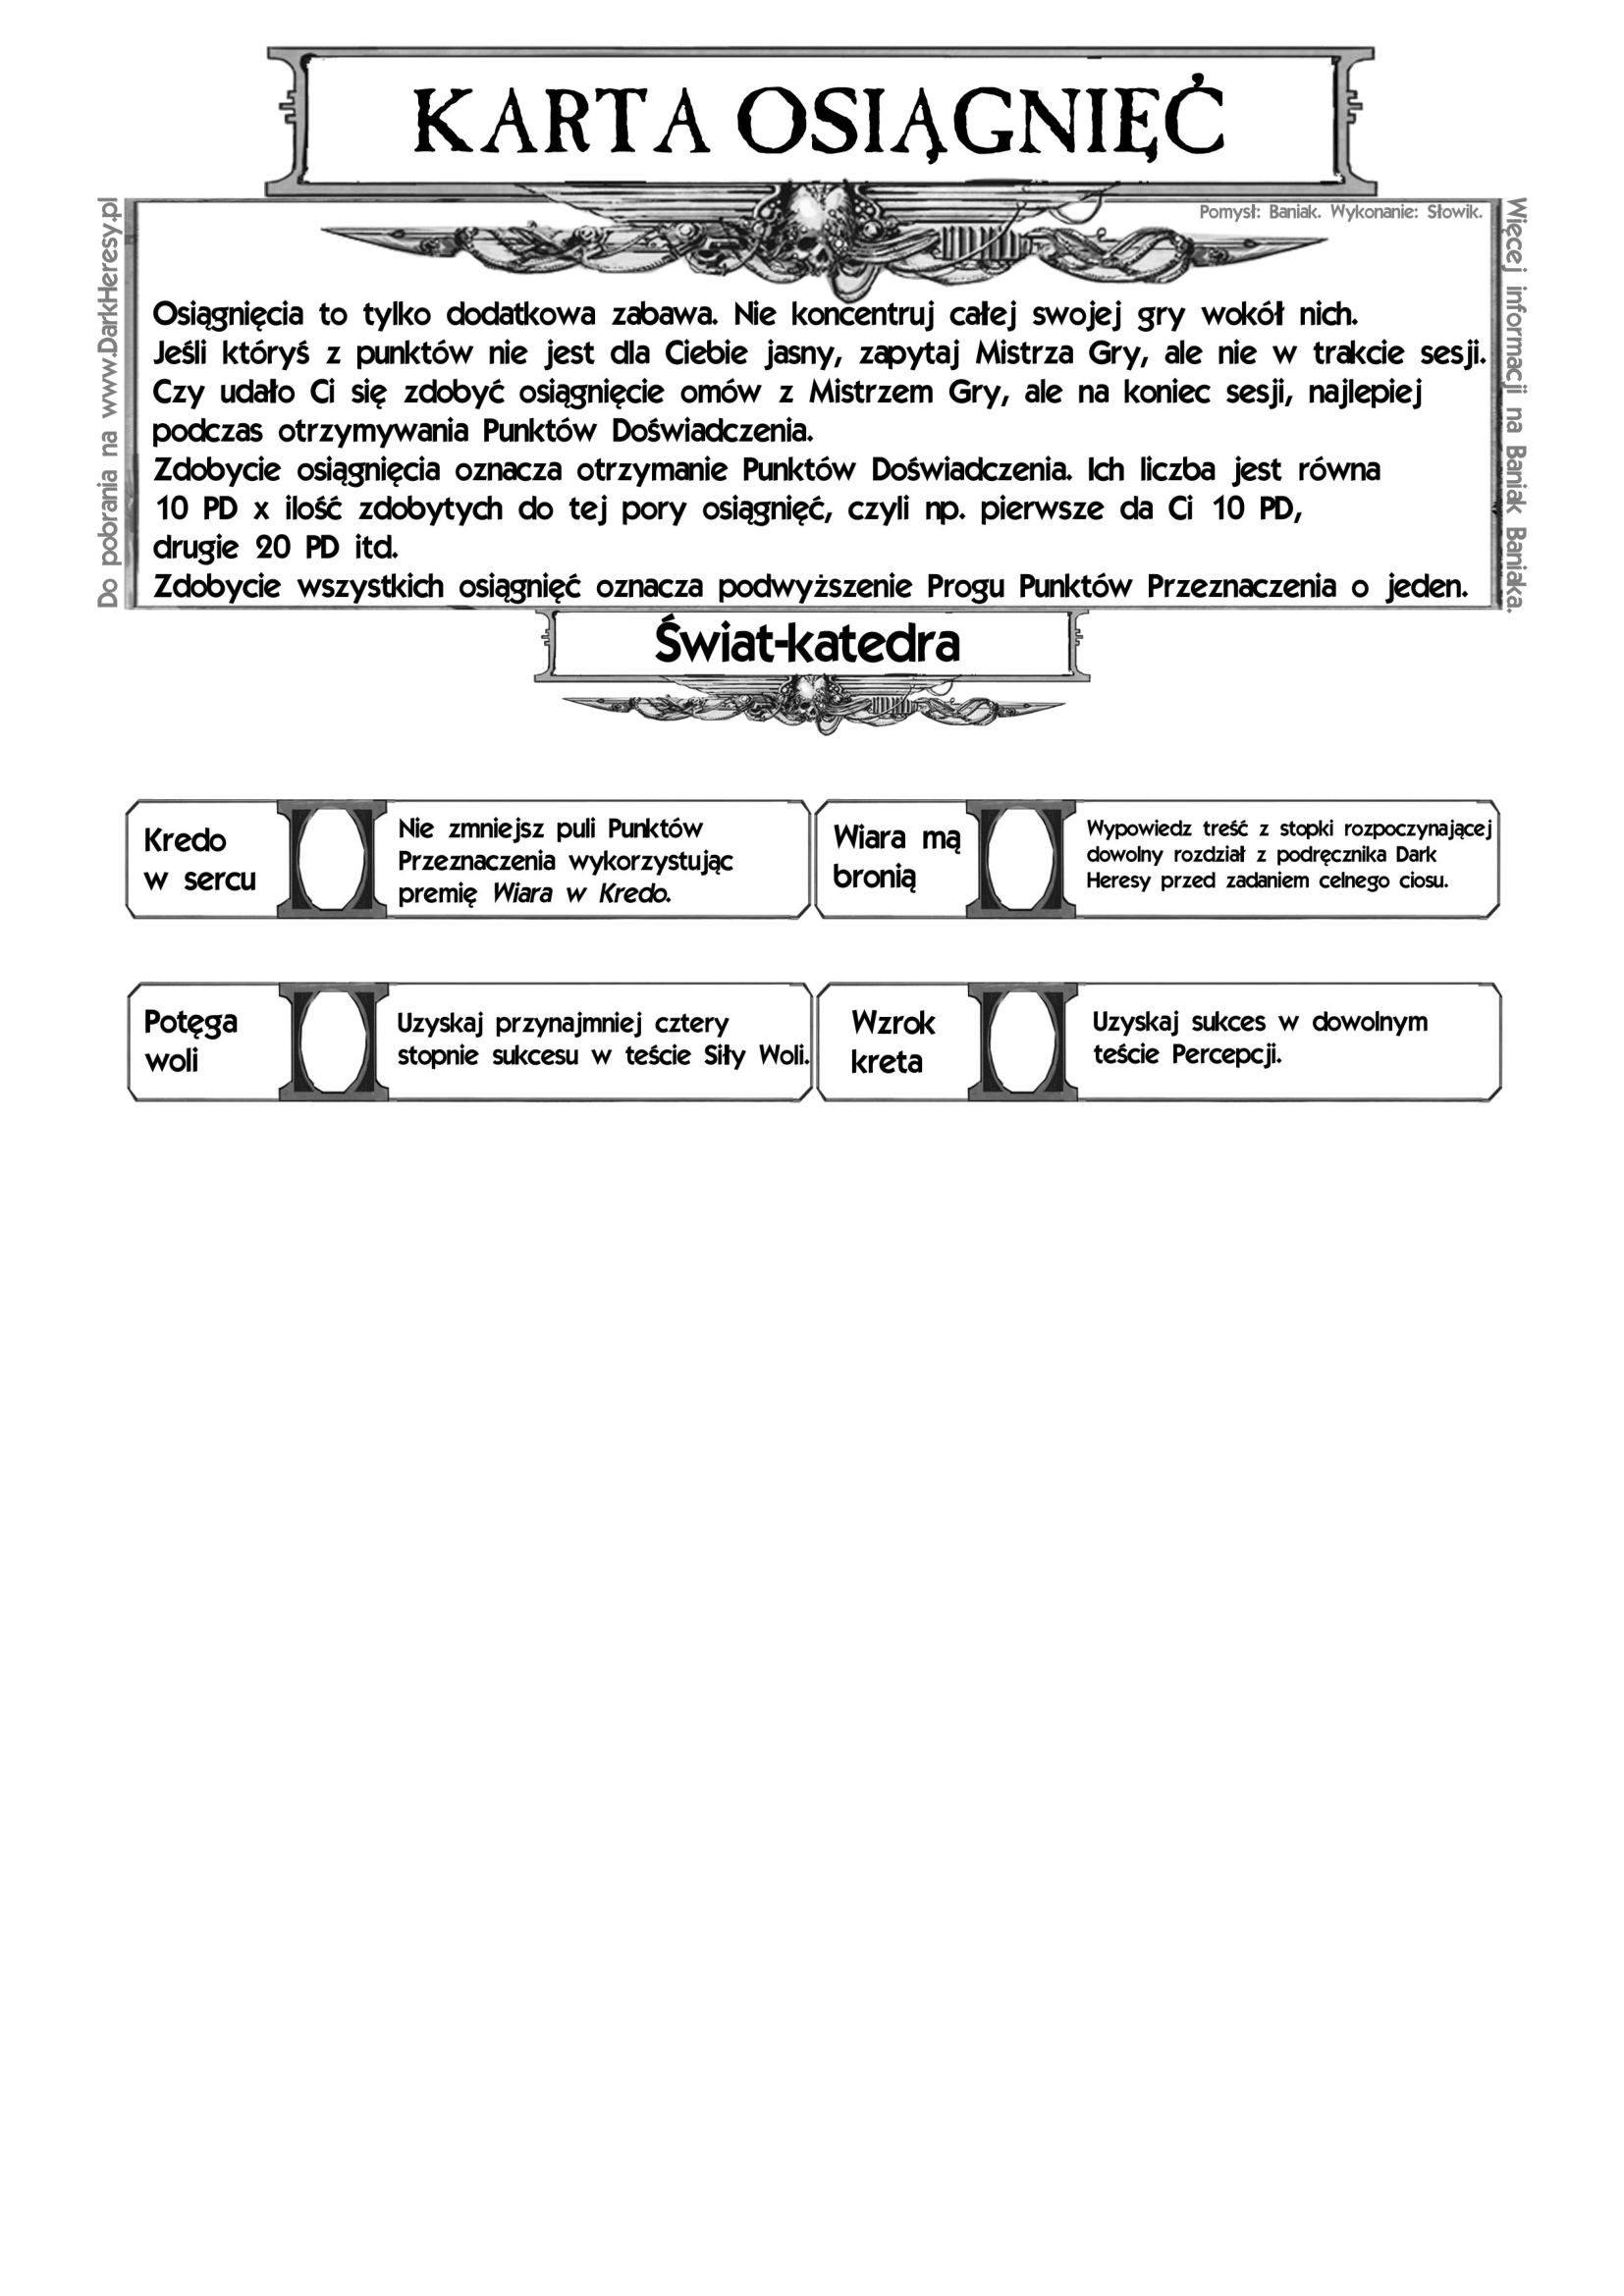 KARTA OSIĄGNIĘĆ
Pomysł: Baniak. Wykonanie: Słowik.
Do pobrania na www.DarkHeresy.pl
Więcej informacji na Baniak Baniaka.
Osiągnięcia to tylko dodatkowa zabawa. Nie koncentruj całej swojej gry wokół nich.
Jeśli któryś z punktów nie jest dla Ciebie jasny, zapytaj Mistrza Gry, ale nie w trakcie sesji.
Czy udało Ci się zdobyć osiągnięcie omów z Mistrzem Gry, ale na koniec sesji, najlepiej
podczas otrzymywania Punktów Doświadczenia.
Zdobycie osiągnięcia oznacza otrzymanie Punktów Doświadczenia. Ich liczba jest równa
10 PD x ilość zdobytych do tej pory osiągnięć, czyli np. pierwsze da Ci 10 PD,
drugie 20 PD itd.
Zdobycie wszystkich osiągnięć oznacza podwyższenie Progu Punktów Przeznaczenia o jeden.
Świat-katedra
Kredo
w sercu
Nie zmniejsz puli Punktów
Przeznaczenia wykorzystując
premię Wiara w Kredo.
Wiara mą
bronią
Wypowiedz treść z stopki rozpoczynającej
dowolny rozdział z podręcznika Dark
Heresy przed zadaniem celnego ciosu.
Potęga
woli
Uzyskaj przynajmniej cztery
stopnie sukcesu w teście Siły Woli.
Wzrok
kreta
Uzyskaj sukces w dowolnym
teście Percepcji.